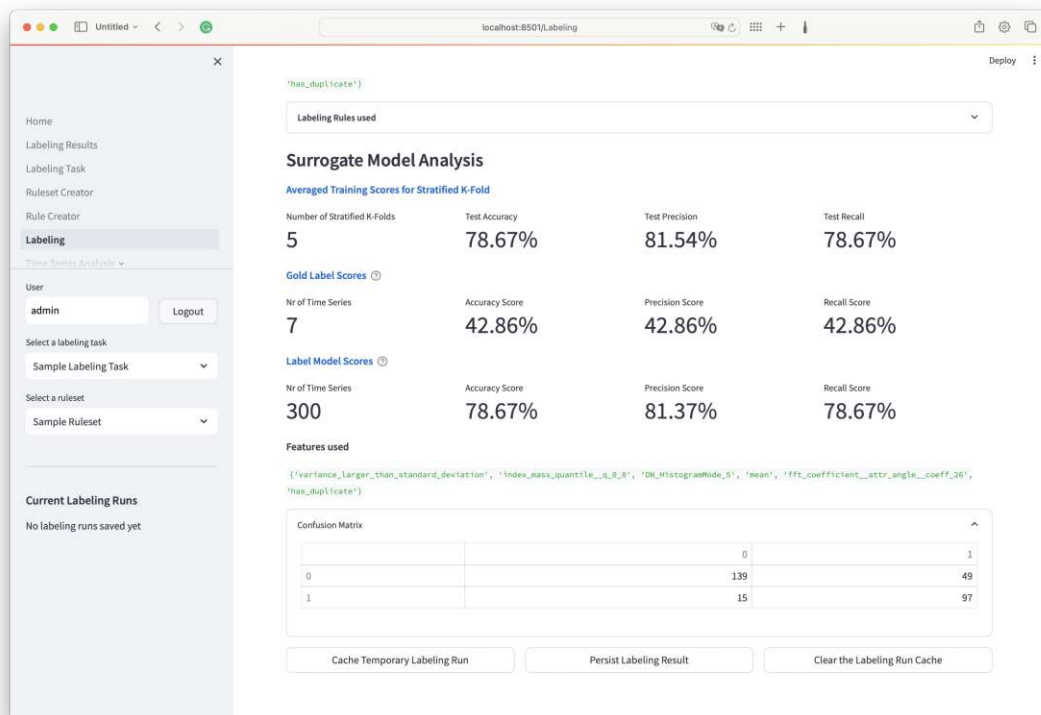 Untitled
localhost:8501/Labeling
Deploy
Home
Labeling Results
Labeling Task
Ruleset Creator
Rule Creator
Labeling
Time Series Analysis
User
admin
Logout
Select a labeling task
Sample Labeling Task
Select a ruleset
Sample Ruleset
Current Labeling Runs
No labeling runs saved yet
'has_duplicate'}
Labeling Rules used
Surrogate Model Analysis
Averaged Training Scores for Stratified K-Fold
Number of Stratified K-Folds Test Accuracy Test Precision Test Recall
5 78.67% 81.54% 78.67%
Gold Label Scores
Nr of Time Series Accuracy Score Precision Score Recall Score
7 42.86% 42.86% 42.86%
Label Model Scores
Nr of Time Series Accuracy Score Precision Score Recall Score
300 78.67% 81.37% 78.67%
Features used
{'variance_larger_than_standard_deviation', 'index_mass_quantile__q_0_8', 'DN_HistogramMode_5', 'mean', 'fft_coefficient__attr_angle__coeff_26',
'has_duplicate'}
Confusion Matrix
0 1
0 139 49
1 15 97
Cache Temporary Labeling Run Persist Labeling Result Clear the Labeling Run Cache